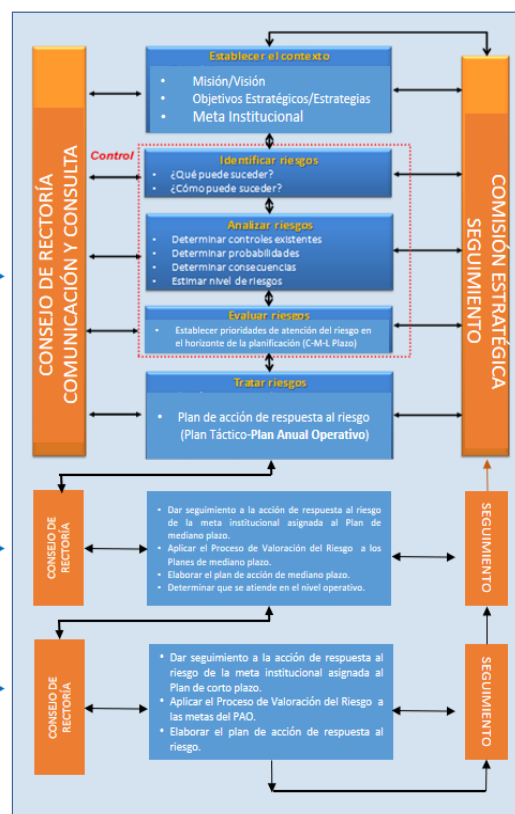 Establecer el contexto
• Misión/Visión
• Objetivos Estratégicos/Estrategias
• Meta Institucional
CONSEJO DE RECTORÍA
COMUNICACIÓN Y CONSULTA
COMISIÓN ESTRATÉGICA
SEGUIMIENTO
Control
Identificar riesgos
• ¿Qué puede suceder?
• ¿Cómo puede suceder?
Analizar riesgos
• Determinar controles existentes
• Determinar probabilidades
• Determinar consecuencias
• Estimar nivel de riesgos
Evaluar riesgos
• Establecer prioridades de atención del riesgo en
el horizonte de la planificación (C-M-L Plazo)
Tratar riesgos
• Plan de acción de respuesta al riesgo
(Plan Táctico-Plan Anual Operativo)
CONSEJO DE
RECTORÍA
• Dar seguimiento a la acción de respuesta al riesgo
de la meta institucional asignada al Plan de
mediano plazo.
• Aplicar el Proceso de Valoración del Riesgo a los
Planes de mediano plazo.
• Elaborar el plan de acción de mediano plazo.
• Determinar que se atiende en el nivel operativo.
SEGUIMIENTO
CONSEJO DE
RECTORÍA
• Dar seguimiento a la acción de respuesta al
riesgo de la meta institucional asignada al
Plan de corto plazo.
• Aplicar el Proceso de Valoración del Riesgo a
las metas del PAO.
• Elaborar el plan de acción de respuesta al
riesgo.
SEGUIMIENTO